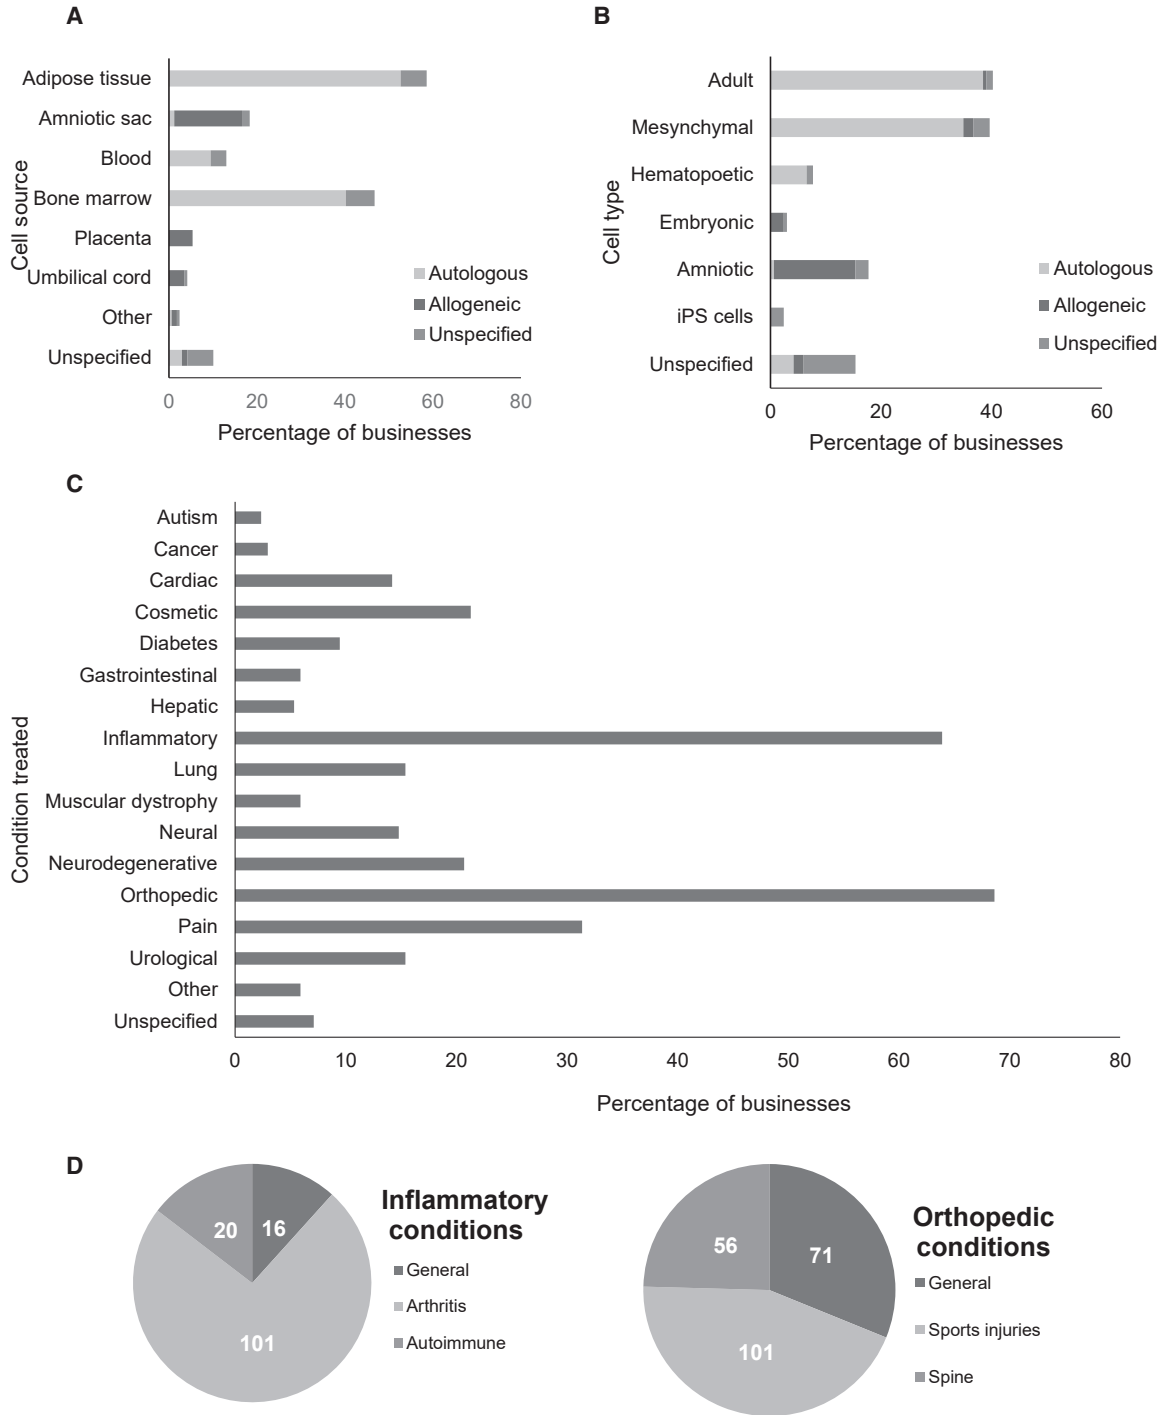 A
Cell source
Adipose tissue
Amniotic sac
Blood
Bone marrow
Placenta
Umbilical cord
Other
Unspecified
Autologous
Allogeneic
Unspecified
0 20 40 60 80
Percentage of businesses
B
Cell type
Adult
Mesynchymal
Hematopoetic
Embryonic
Amniotic
iPS cells
Unspecified
Autologous
Allogeneic
Unspecified
0 20 40 60
Percentage of businesses
C
Condition treated
Autism
Cancer
Cardiac
Cosmetic
Diabetes
Gastrointestinal
Hepatic
Inflammatory
Lung
Muscular dystrophy
Neural
Neurodegenerative
Orthopedic
Pain
Urological
Other
Unspecified
0 10 20 30 40 50 60 70 80
Percentage of businesses
D
20 16
101
Inflammatory
conditions
General
Arthritis
Autoimmune
56 71
101
Orthopedic
conditions
General
Sports injuries
Spine